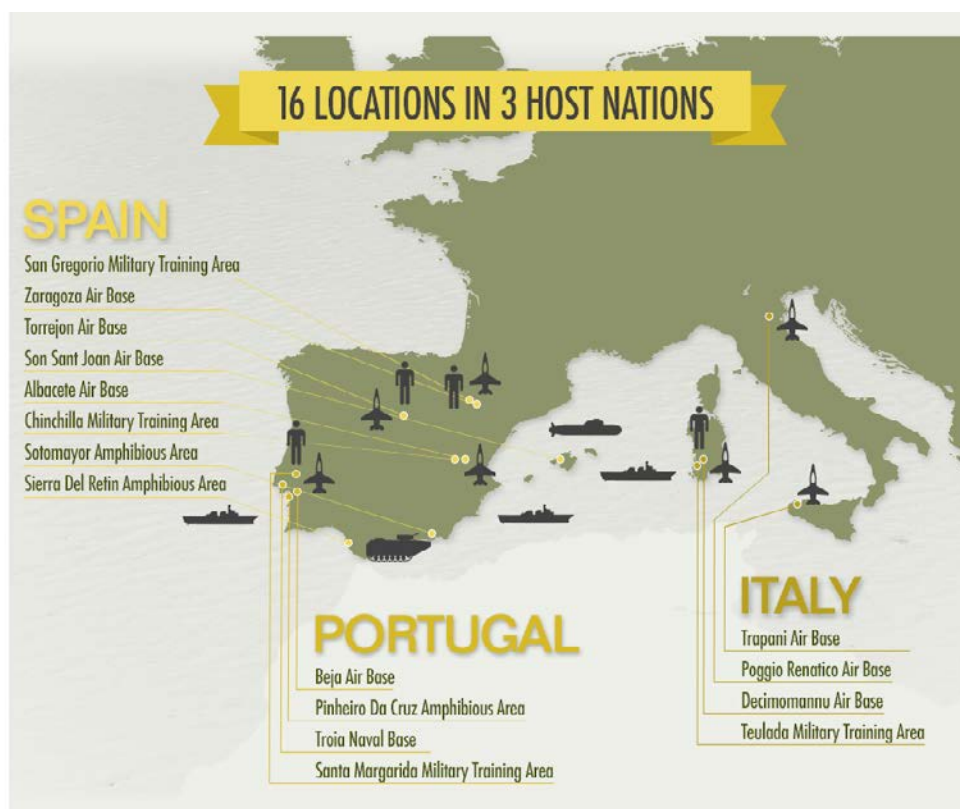 16 LOCATIONS IN 3 HOST NATIONS
SPAIN
San Gregorio Military Training Area
Zaragoza Air Base
Torrejon Air Base
Son Sant Joan Air Base
Albacete Air Base
Chinchilla Military Training Area
Sotomayor Amphibious Area
Sierra Del Retin Amphibious Area
PORTUGAL
Beja Air Base
Pinheiro Da Cruz Amphibious Area
Troia Naval Base
Santa Margarida Military Training Area
ITALY
Trapani Air Base
Poggio Renatico Air Base
Decimomannu Air Base
Teulada Military Training Area